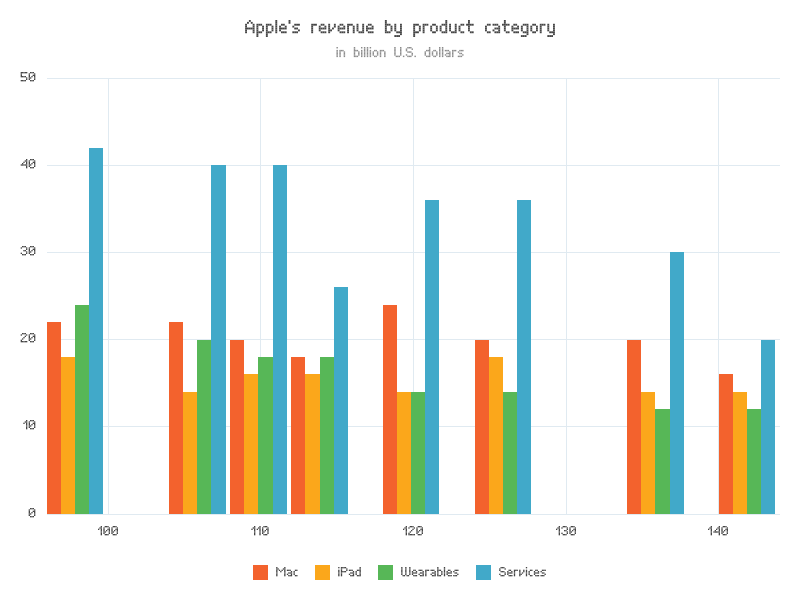 Apple's revenue by product category
in billion U.S. dollars
50
40
30
20
10
0
100 110 120 130 140
Mac iPad Wearables Services